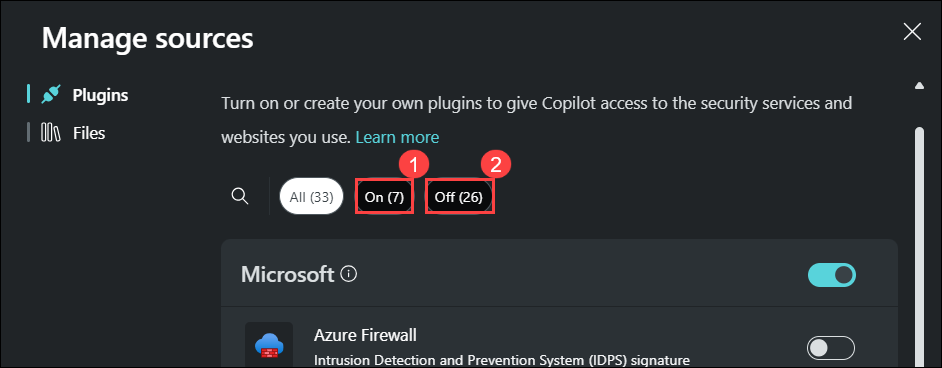 Manage sources
Plugins
Files
Turn on or create your own plugins to give Copilot access to the security services and
websites you use. Learn more
1
2
All (33)
On (7)
Off (26)
Microsoft
Azure Firewall
Intrusion Detection and Prevention System (IDPS) signature